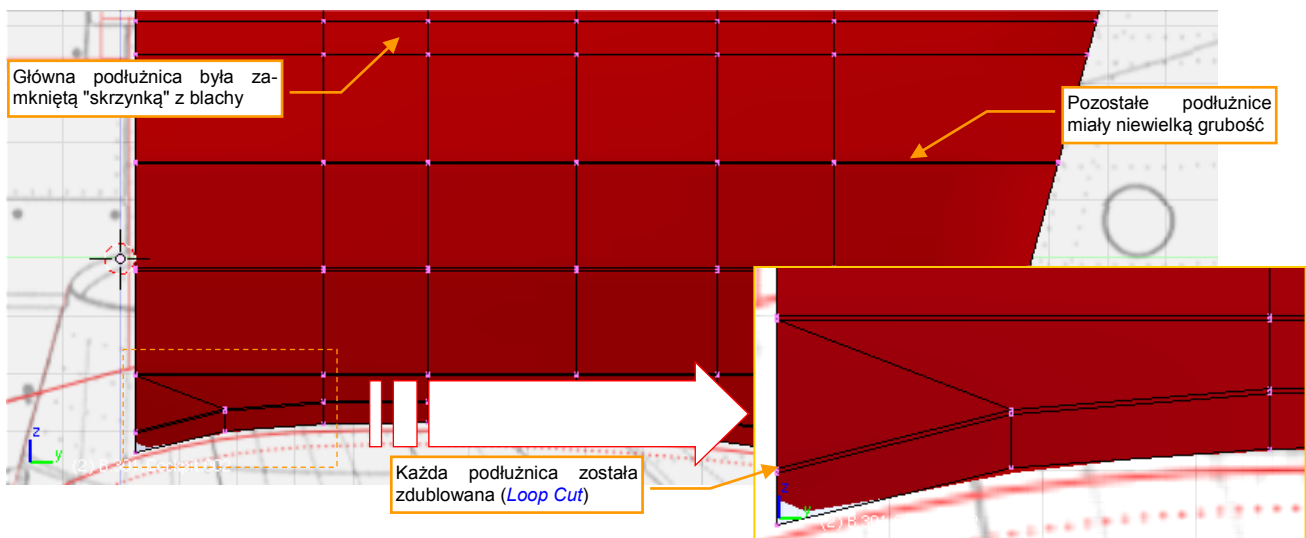 Główna podłużnica była za-
mkniętą "skrzynką" z blachy
Pozostałe podłużnice
miały niewielką grubość
Każda podłużnica została
zdublowana (Loop Cut)
z
y
z
y